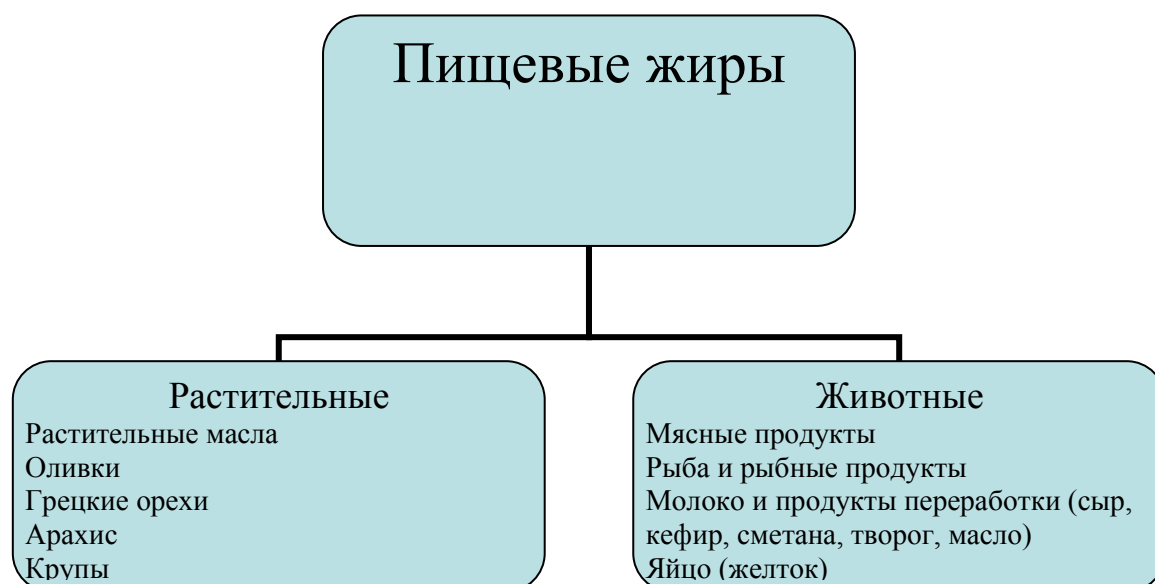 Пищевые жиры
Растительные
Растительные масла
Оливки
Грецкие орехи
Арахис
Крупы
Животные
Мясные продукты
Рыба и рыбные продукты
Молоко и продукты переработки (сыр,
кефир, сметана, творог, масло)
Яйцо (желток)